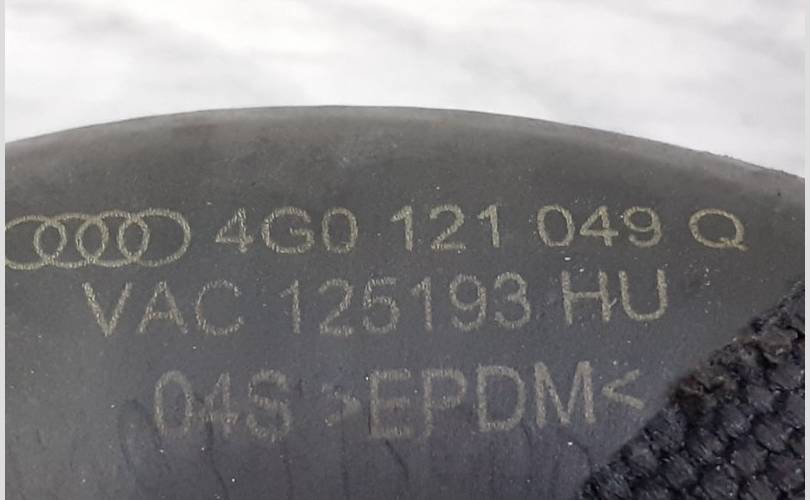 4G0 121 049 Q
VAC 125193 HU
04S >EPDM<